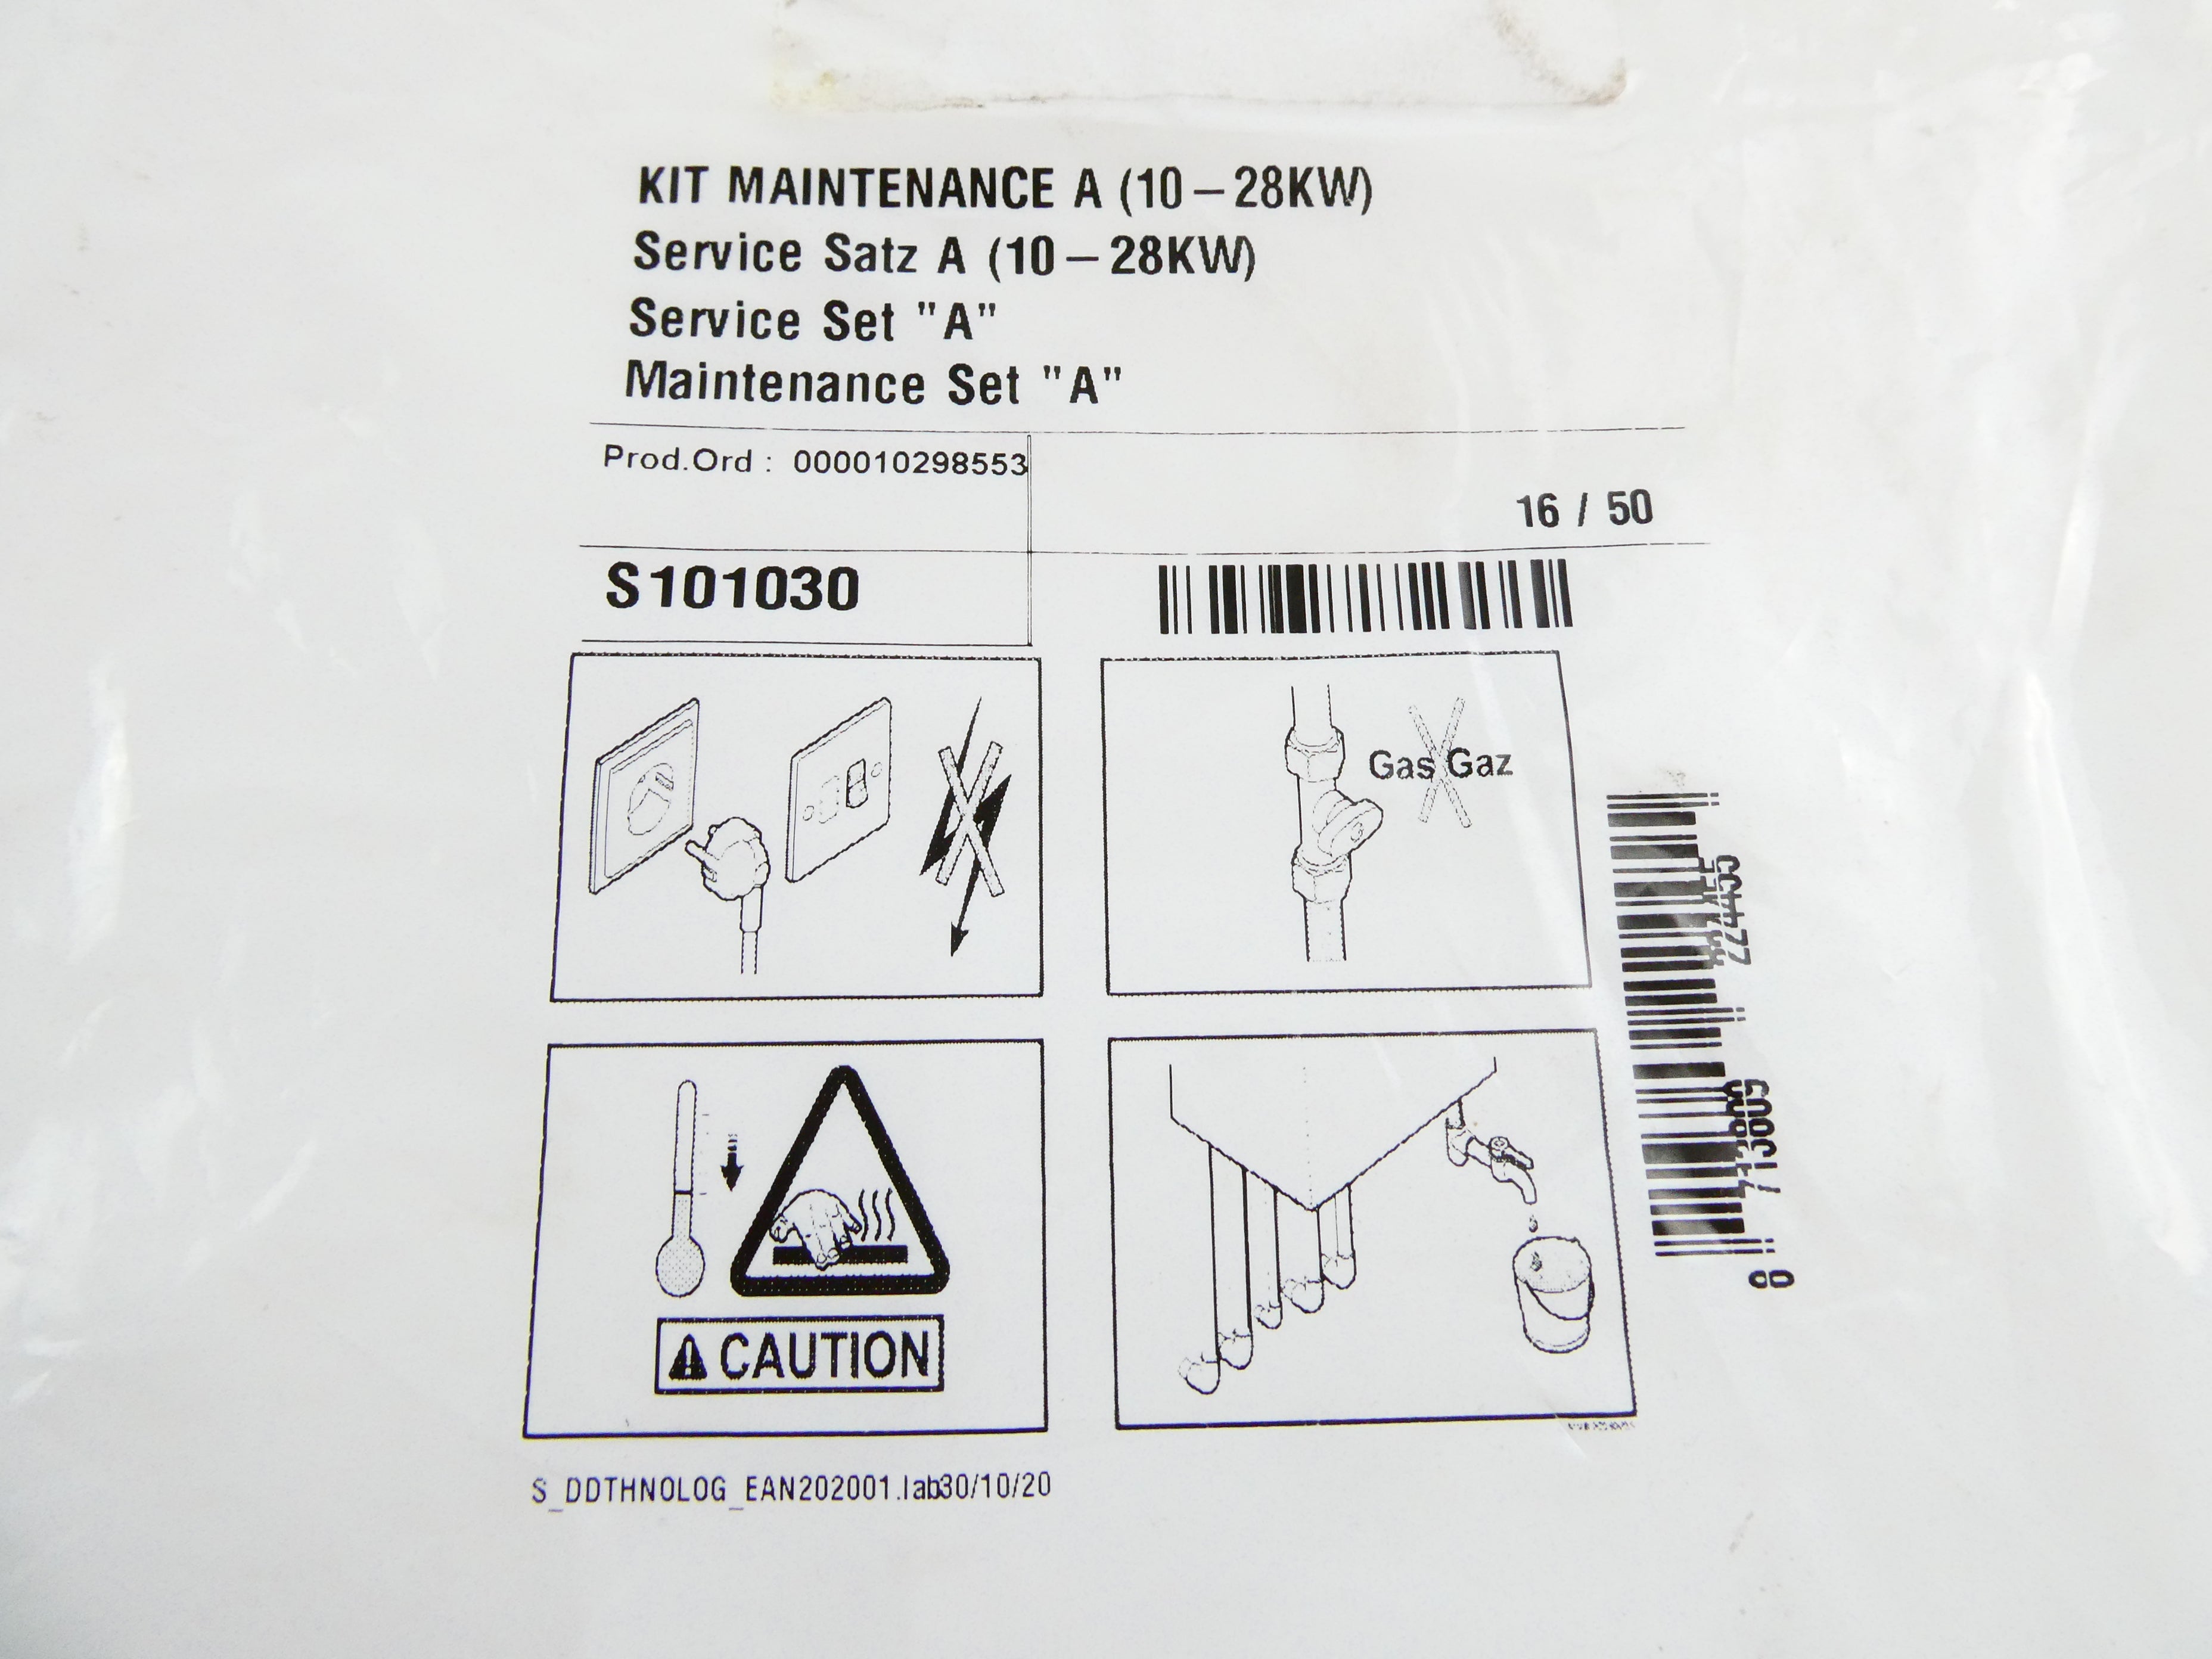 KIT MAINTENANCE A (10–28KW)
Service Satz A (10–28KW)
Service Set "A"
Maintenance Set "A"
Prod.Ord : 000010298553
16 / 50
S101030
Gas Gaz
CAUTION
S_DDTHNOLOG_EAN202001.lab30/10/20